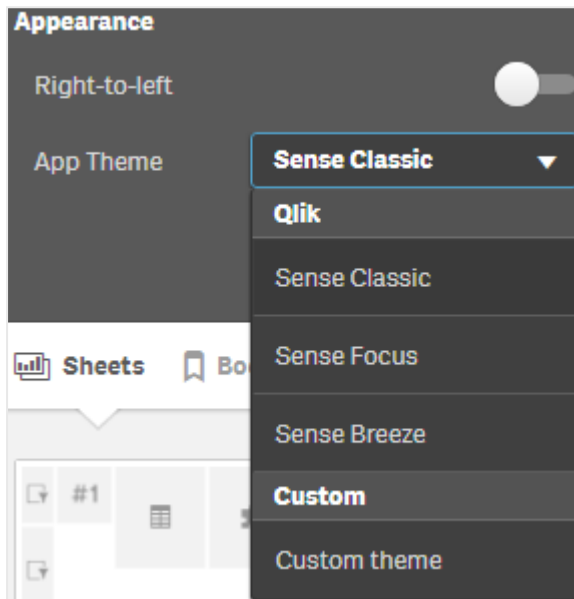 Appearance
Right-to-left
App Theme
Sense Classic
Qlik
Sense Classic
Sense Focus
Sheets
Sense Breeze
#1
Custom
Custom theme